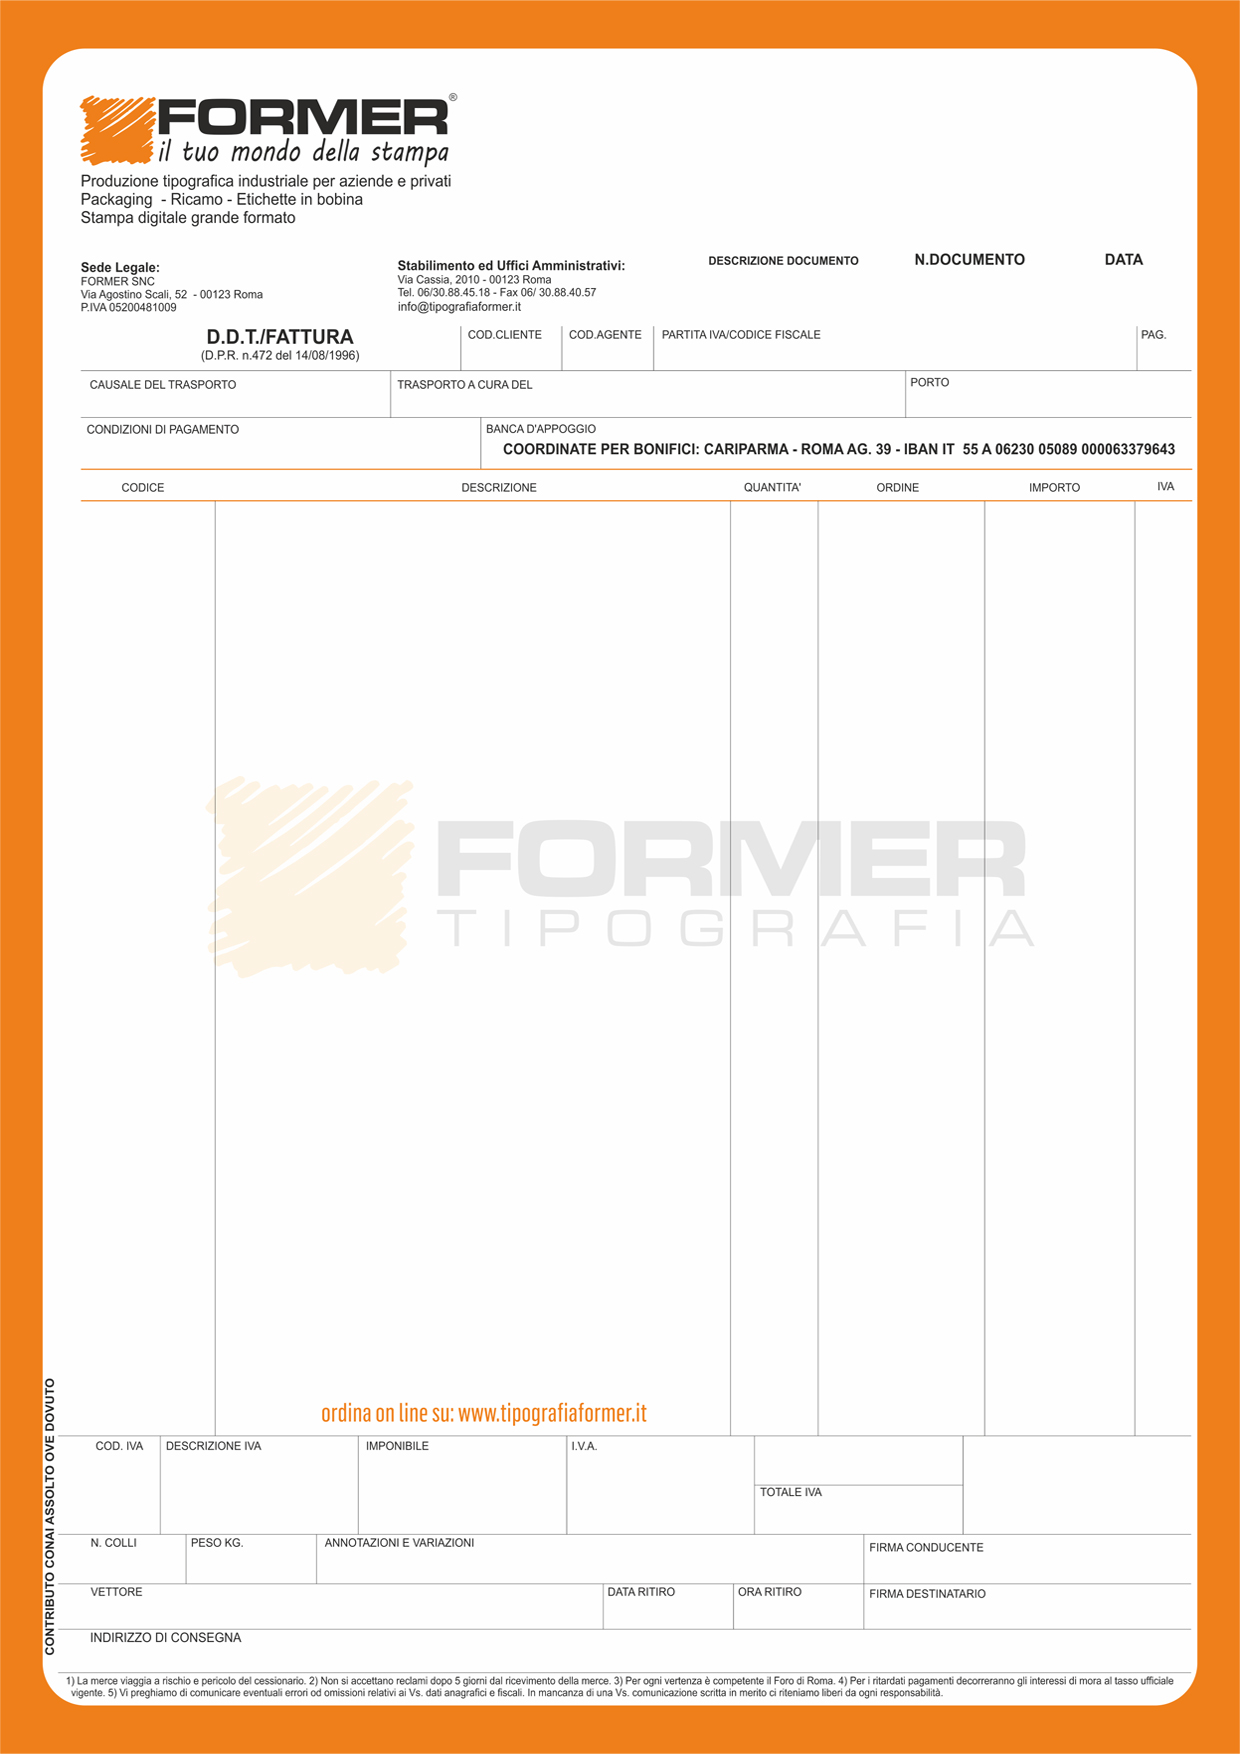 FORMER®
il tuo mondo della stampa
Produzione tipografica industriale per aziende e privati
Packaging - Ricamo - Etichette in bobina
Stampa digitale grande formato
Sede Legale:
FORMER SNC
Via Agostino Scali, 52 - 00123 Roma
P.IVA 05200481009
Stabilimento ed Uffici Amministrativi:
Via Cassia, 2010 - 00123 Roma
Tel. 06/30.88.45.18 - Fax 06/ 30.88.40.57
info@tipografiaformer.it
DESCRIZIONE DOCUMENTO
N.DOCUMENTO
DATA
D.D.T./FATTURA
(D.P.R. n.472 del 14/08/1996)
COD.CLIENTE
COD.AGENTE
PARTITA IVA/CODICE FISCALE
PAG.
CAUSALE DEL TRASPORTO
TRASPORTO A CURA DEL
PORTO
CONDIZIONI DI PAGAMENTO
BANCA D'APPOGGIO
COORDINATE PER BONIFICI: CARIPARMA - ROMA AG. 39 - IBAN IT 55 A 06230 05089 000063379643
CODICE
DESCRIZIONE
QUANTITA'
ORDINE
IMPORTO
IVA
FORMER
TIPOGRAFIA
ordina on line su: www.tipografiaformer.it
CONTRIBUTO CONAI ASSOLTO OVE DOVUTO
COD. IVA
DESCRIZIONE IVA
IMPONIBILE
I.V.A.
TOTALE IVA
N. COLLI
PESO KG.
ANNOTAZIONI E VARIAZIONI
FIRMA CONDUCENTE
VETTORE
DATA RITIRO
ORA RITIRO
FIRMA DESTINATARIO
INDIRIZZO DI CONSEGNA
1) La merce viaggia a rischio e pericolo del cessionario. 2) Non si accettano reclami dopo 5 giorni dal ricevimento della merce. 3) Per ogni vertenza è competente il Foro di Roma. 4) Per i ritardati pagamenti decorreranno gli interessi di mora al tasso ufficiale
vigente. 5) Vi preghiamo di comunicare eventuali errori od omissioni relativi ai Vs. dati anagrafici e fiscali. In mancanza di una Vs. comunicazione scritta in merito ci riteniamo liberi da ogni responsabilità.